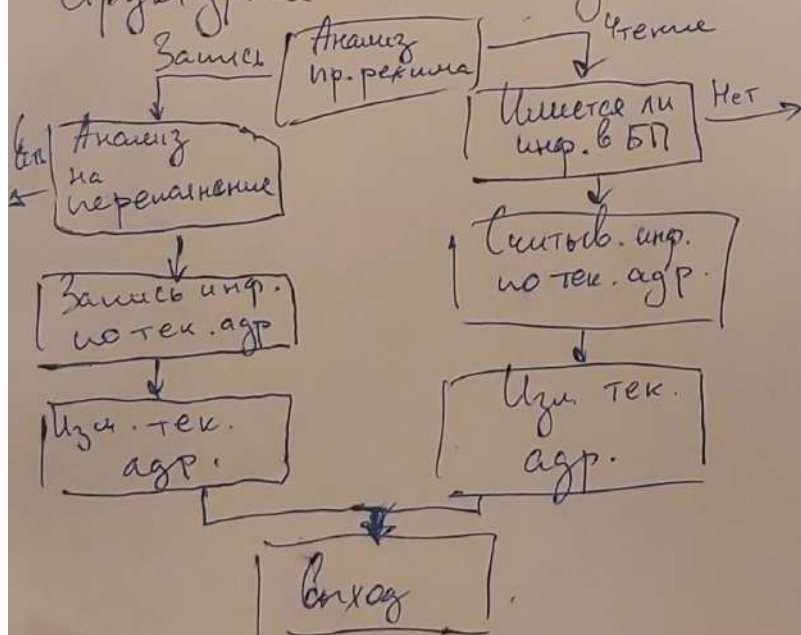 Запись
Анализ
пр. режима
Чтение
Анализ
на
переполнение
Имеется ли
инф. в БП
Нет
Запись инф.
по тек. адр
Считыв. инф.
по тек. адр.
Изм. тек.
адр.
Изм. тек.
адр.
Выход